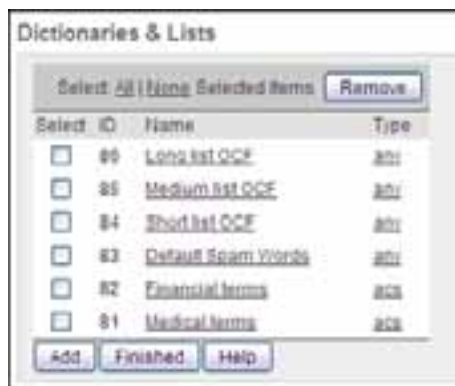 Dictionaries & Lists
Select: All | None Selected Items Remove
Select ID Name Type
86 Long list OCF any
85 Medium list OCF any
84 Short list OCF any
83 Default Spam Words any
82 Financial terms acs
81 Medical terms acs
Add Finished Help